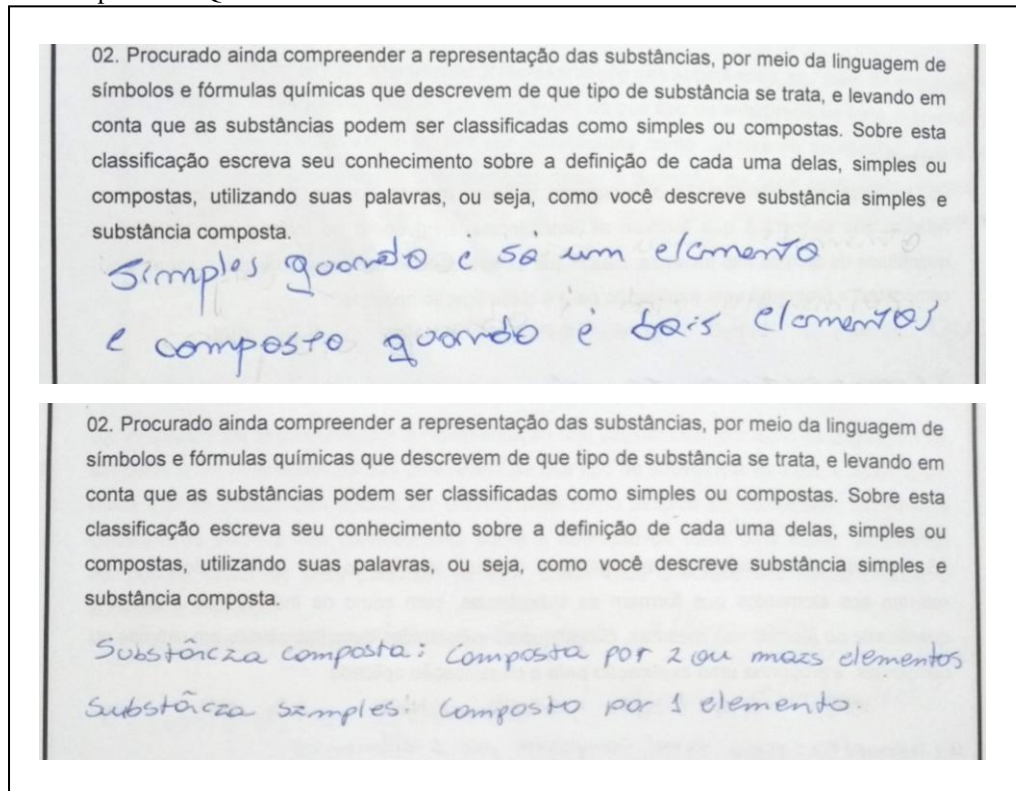 02. Procurado ainda compreender a representação das substâncias, por meio da linguagem de
símbolos e fórmulas químicas que descrevem de que tipo de substância se trata, e levando em
conta que as substâncias podem ser classificadas como simples ou compostas. Sobre esta
classificação escreva seu conhecimento sobre a definição de cada uma delas, simples ou
compostas, utilizando suas palavras, ou seja, como você descreve substância simples e
substância composta.
Simples quando e so um elemento
e composto quando é dois elementos
02. Procurado ainda compreender a representação das substâncias, por meio da linguagem de
símbolos e fórmulas químicas que descrevem de que tipo de substância se trata, e levando em
conta que as substâncias podem ser classificadas como simples ou compostas. Sobre esta
classificação escreva seu conhecimento sobre a definição de cada uma delas, simples ou
compostas, utilizando suas palavras, ou seja, como você descreve substância simples e
substância composta.
Substância composta: Composta por 2 ou mais elementos
Substância simples: Composto por 1 elemento.